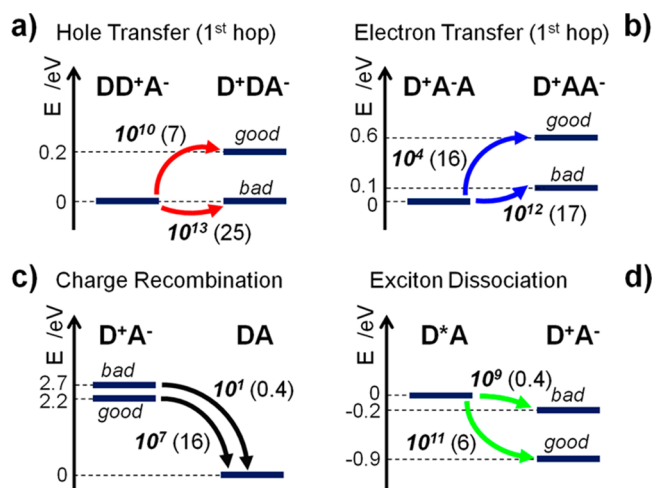 a) Hole Transfer (1st hop)
E /eV
DD+A- D+DA-
10^10 (7)
good
0.2
bad
0
10^13 (25)
Electron Transfer (1st hop) b)
E /eV
D+A-A D+AA-
good
0.6
10^4 (16)
bad
0.1
0
10^12 (17)
c) Charge Recombination
E /eV
D+A- DA
bad
2.7
10^1 (0.4)
2.2
good
10^7 (16)
0
Exciton Dissociation d)
E /eV
D*A D+A-
10^9 (0.4)
0
bad
-0.2
10^11 (6)
good
-0.9